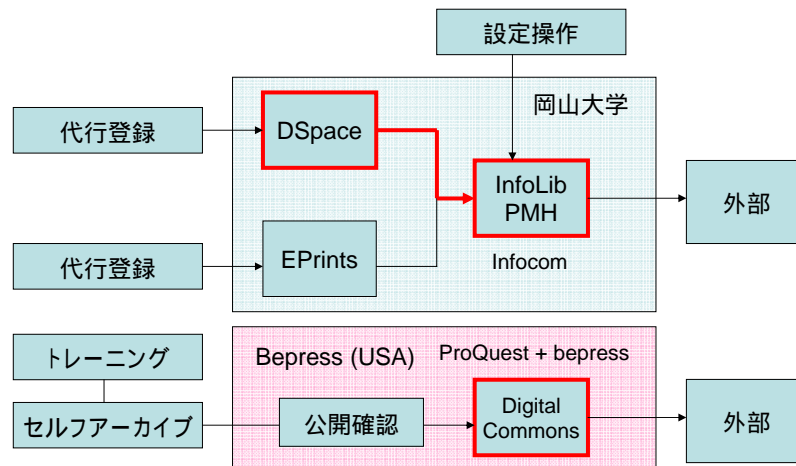 設定操作
岡山大学
代行登録
DSpace
InfoLib
PMH
外部
代行登録
EPrints
Infocom
トレーニング
Bepress (USA)
ProQuest + bepress
セルフアーカイブ
公開確認
Digital
Commons
外部